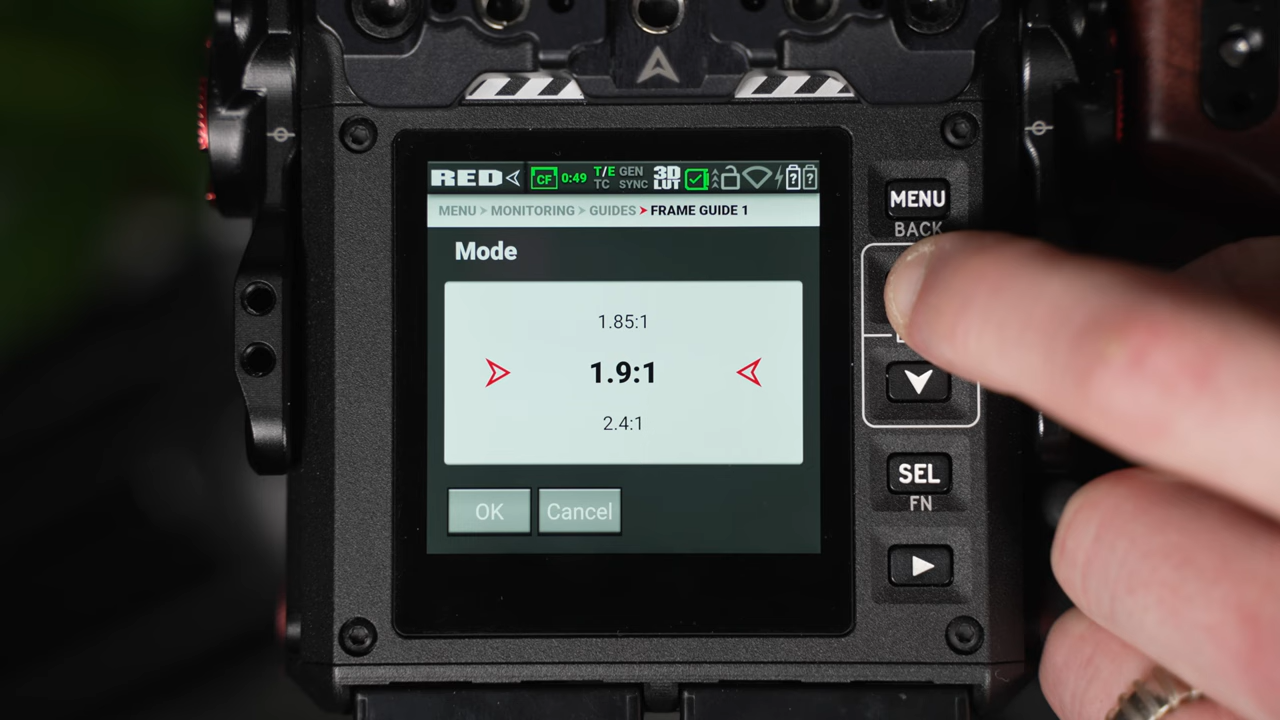 RED CF 0:49 T/E TC GEN SYNC 3D LUT ? ?
MENU > MONITORING > GUIDES > FRAME GUIDE 1
Mode
1.85:1
1.9:1
2.4:1
OK Cancel
MENU
BACK
SEL
FN